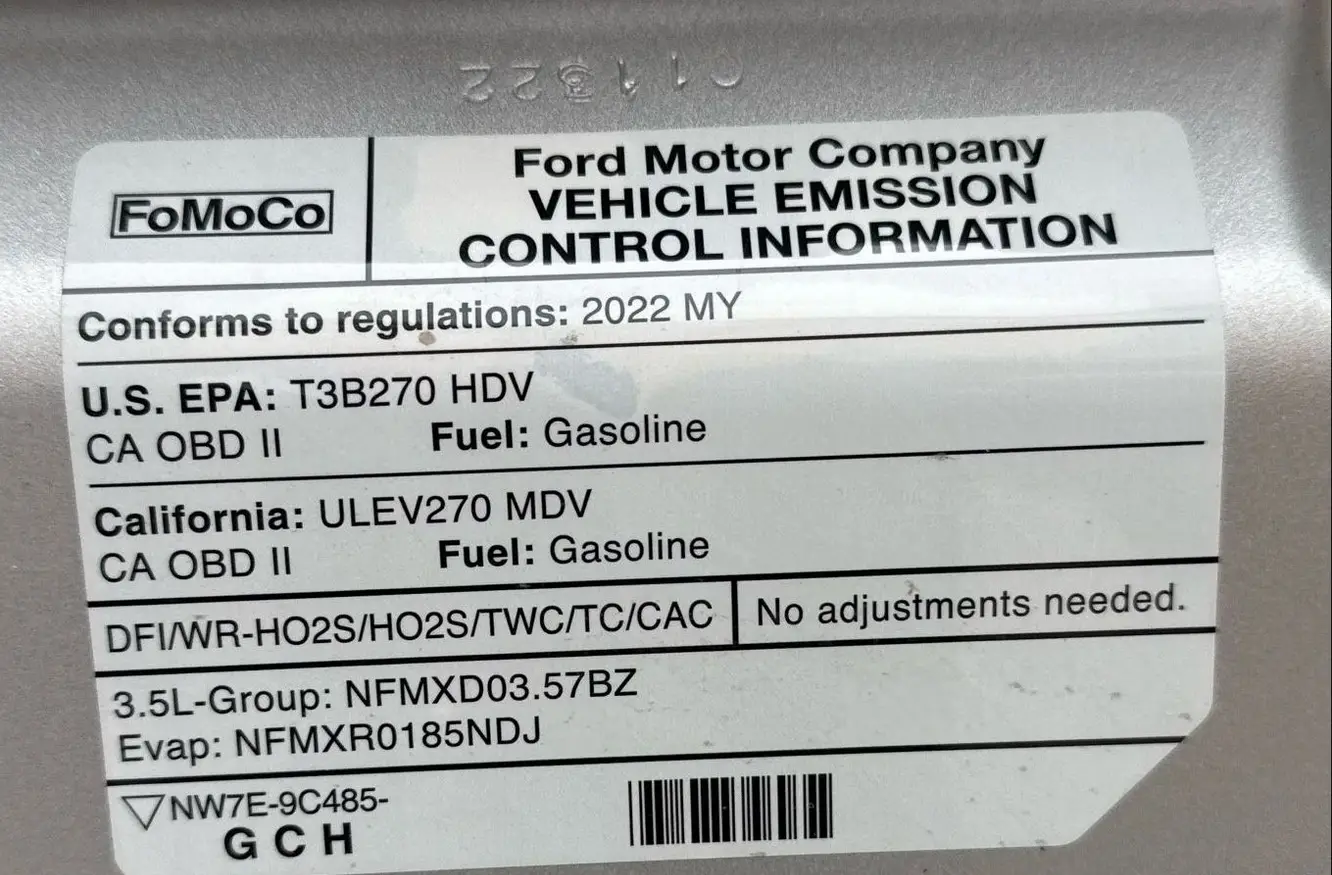 FoMoCo
Ford Motor Company
VEHICLE EMISSION
CONTROL INFORMATION
Conforms to regulations: 2022 MY
U.S. EPA: T3B270 HDV
CA OBD II Fuel: Gasoline
California: ULEV270 MDV
CA OBD II Fuel: Gasoline
DFI/WR-HO2S/HO2S/TWC/TC/CAC
No adjustments needed.
3.5L-Group: NFMXD03.57BZ
Evap: NFMXR0185NDJ
NW7E-9C485-
G C H